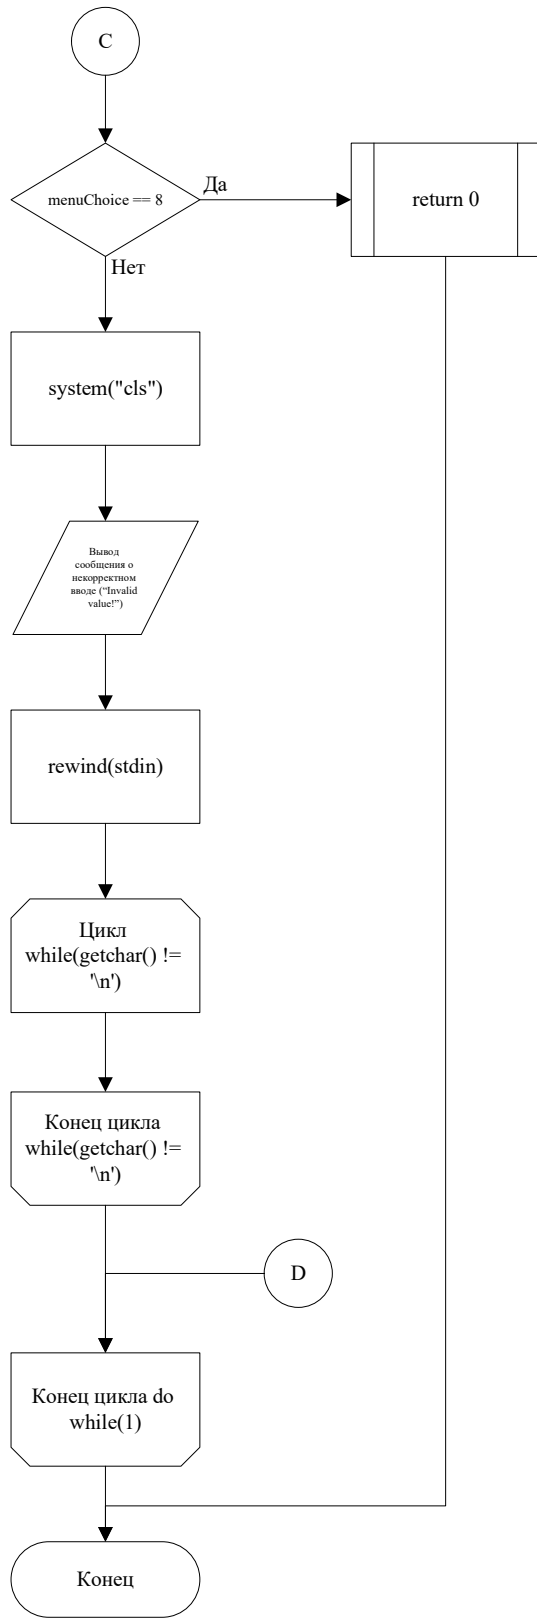 C
menuChoice == 8
Да
return 0
Нет
system("cls")
Вывод
сообщения о
некорректном
вводе (“Invalid
value!”)
rewind(stdin)
Цикл
while(getchar() !=
'\n')
Конец цикла
while(getchar() !=
'\n')
D
Конец цикла do
while(1)
Конец